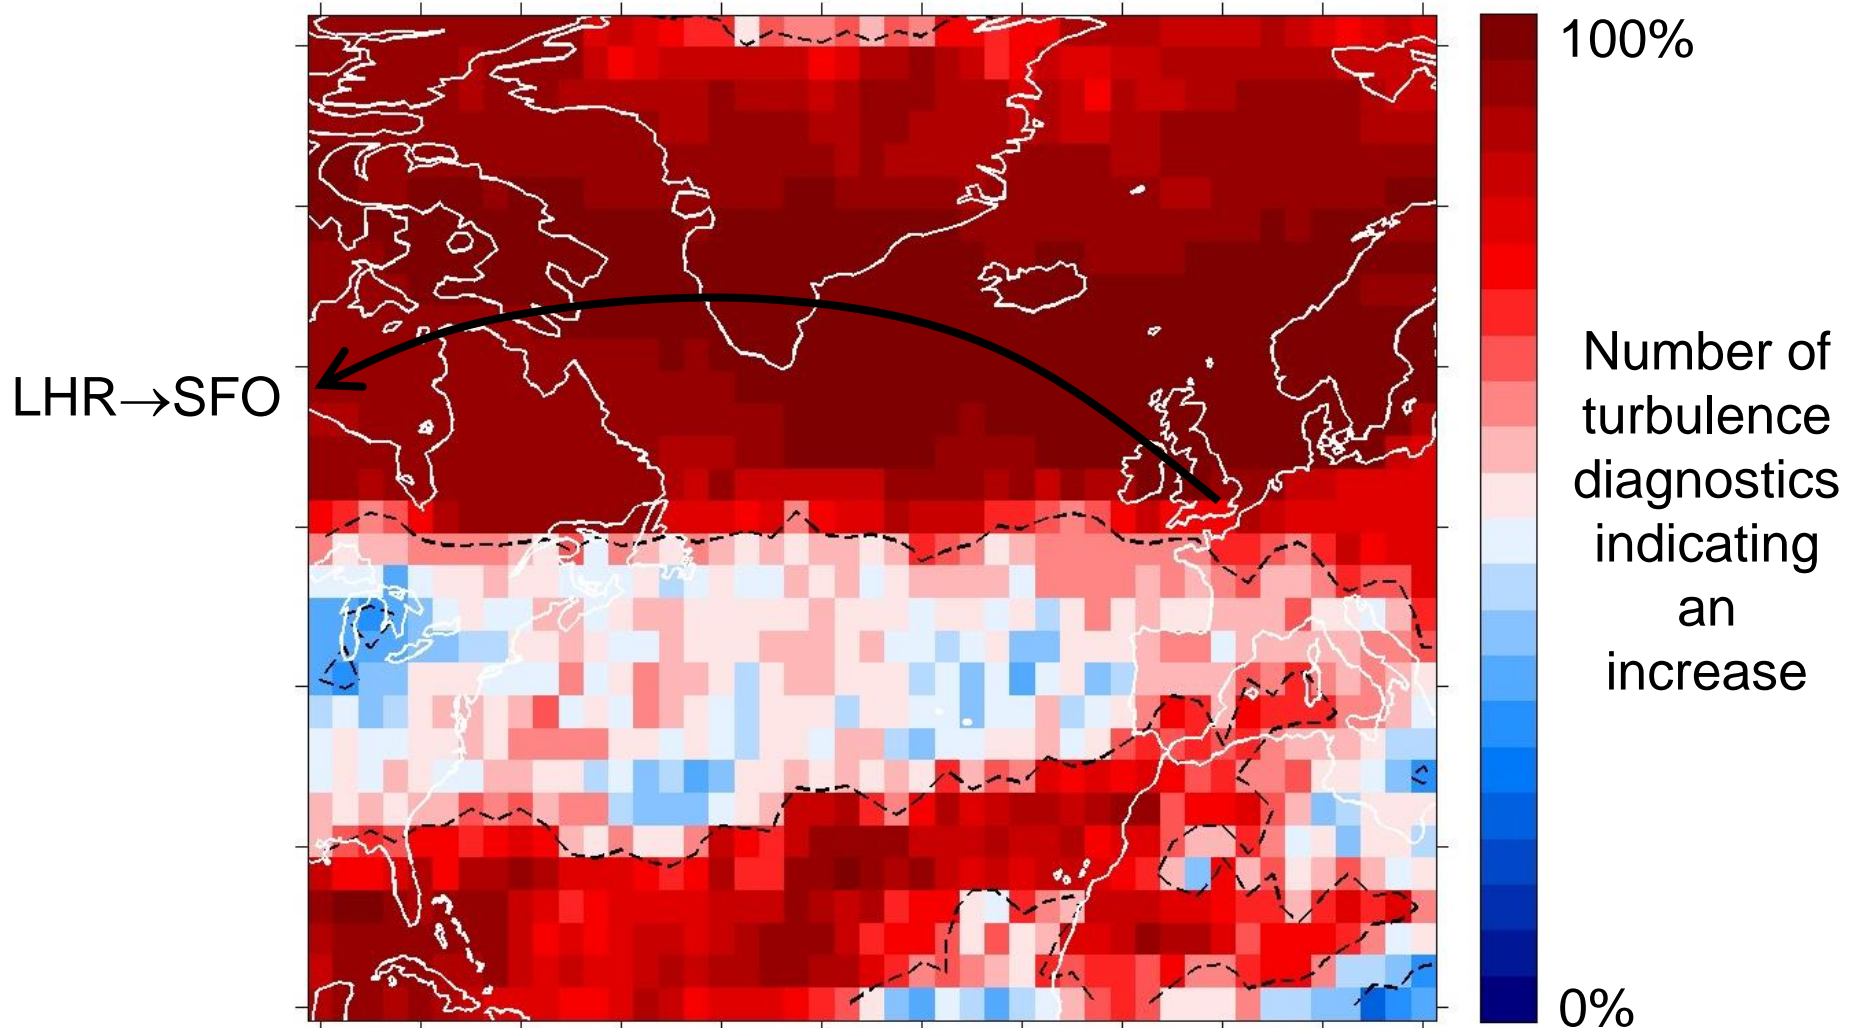 100%
LHR→SFO
Number of
turbulence
diagnostics
indicating
an
increase
0%